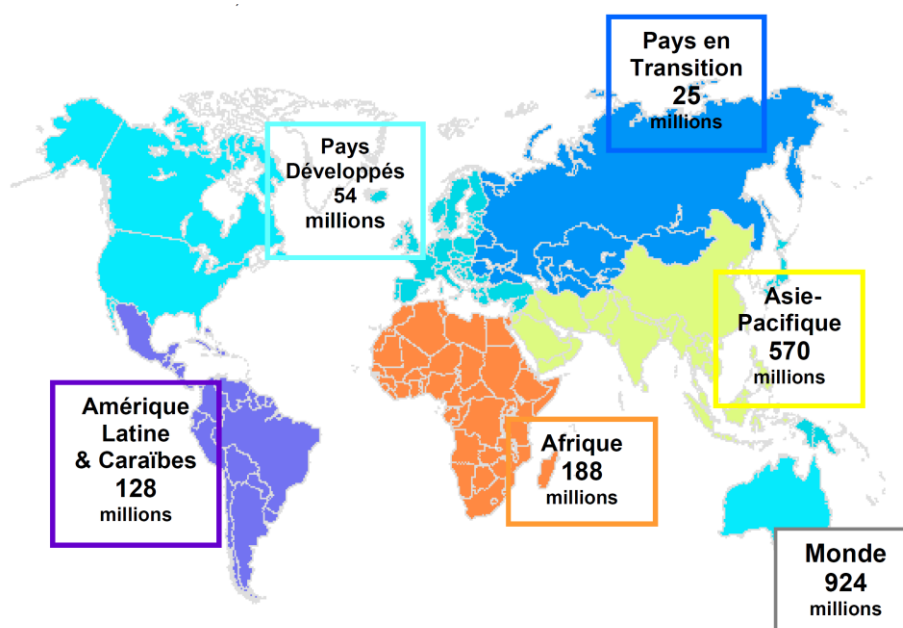 Pays en
Transition
25
millions
Pays
Développés
54
millions
Asie-
Pacifique
570
millions
Amérique
Latine
& Caraïbes
128
millions
Afrique
188
millions
Monde
924
millions